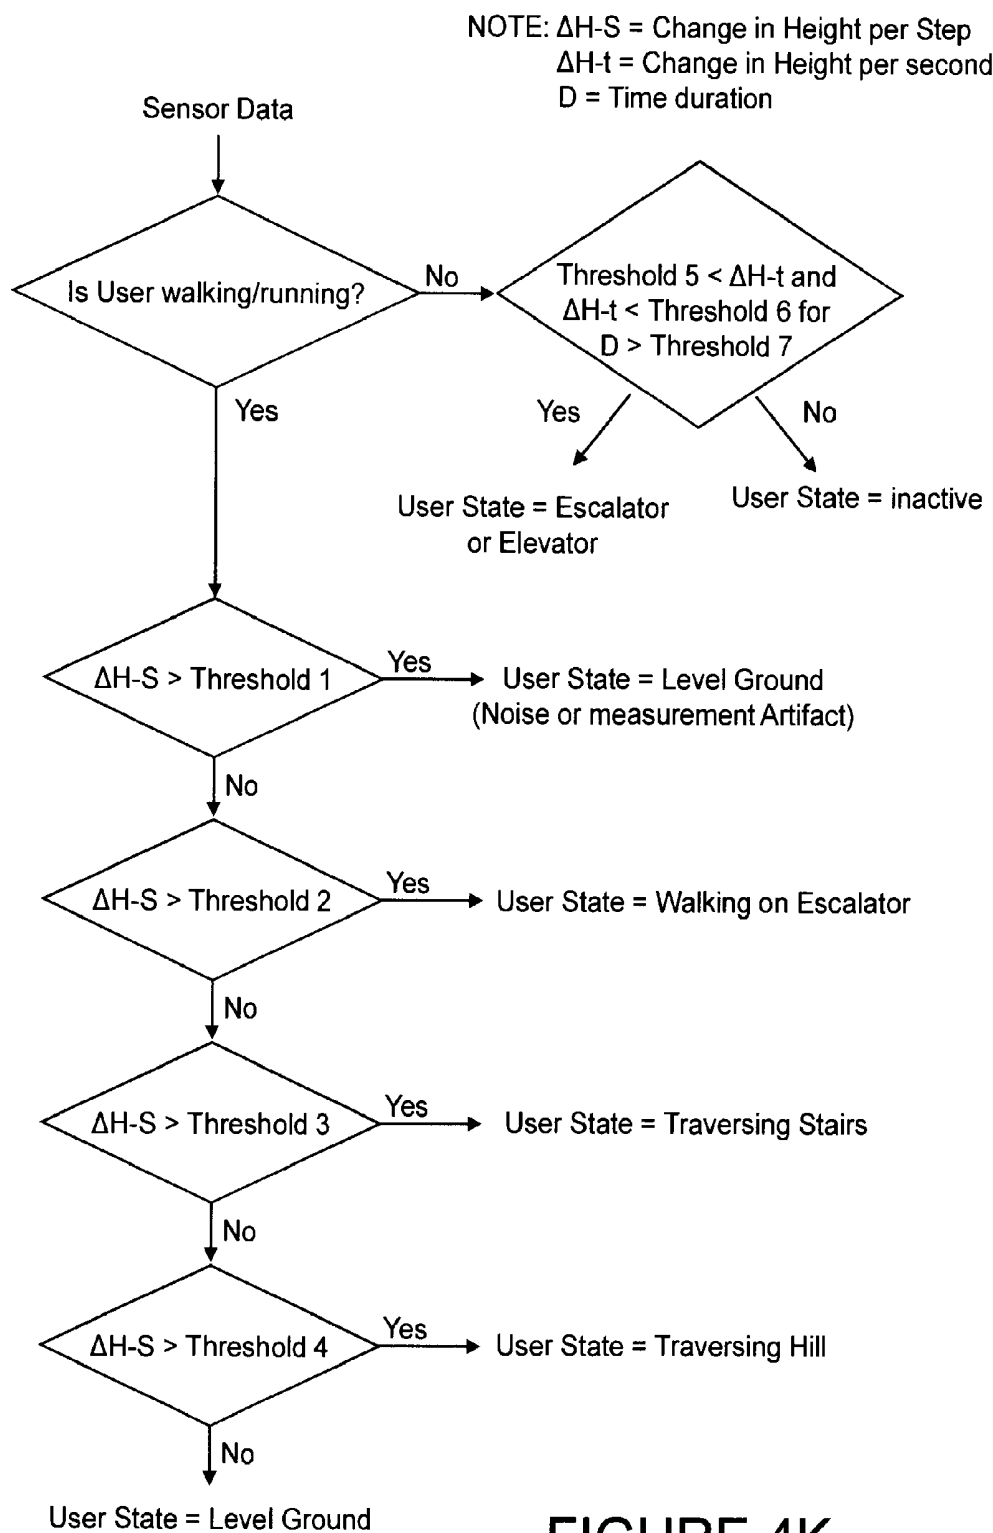 NOTE: ΔH-S = Change in Height per Step
ΔH-t = Change in Height per second
D = Time duration
Sensor Data
Is User walking/running?
No
Threshold 5 < ΔH-t and
ΔH-t < Threshold 6 for
D > Threshold 7
Yes
No
User State = Escalator
or Elevator
User State = inactive
Yes
ΔH-S > Threshold 1
Yes
User State = Level Ground
(Noise or measurement Artifact)
No
ΔH-S > Threshold 2
Yes
User State = Walking on Escalator
No
ΔH-S > Threshold 3
Yes
User State = Traversing Stairs
No
ΔH-S > Threshold 4
Yes
User State = Traversing Hill
No
User State = Level Ground
FIGURE 4K